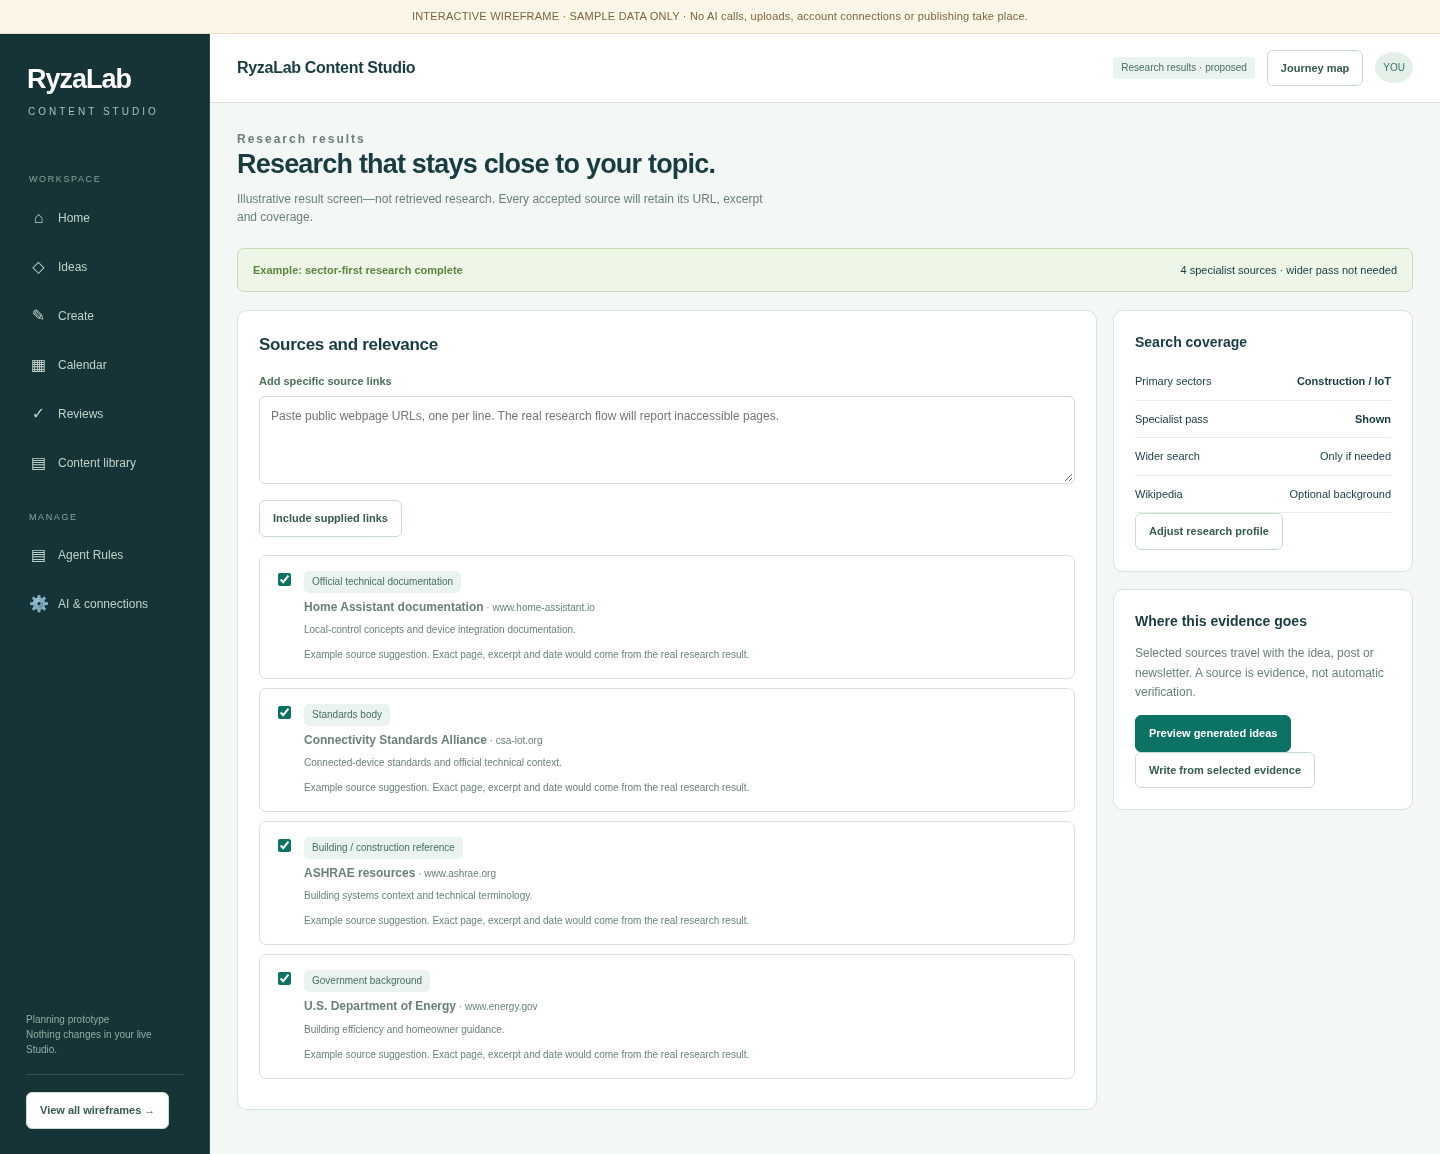 INTERACTIVE WIREFRAME · SAMPLE DATA ONLY · No AI calls, uploads, account connections or publishing take place.
RyzaLab
CONTENT STUDIO
WORKSPACE
Home
Ideas
Create
Calendar
Reviews
Content library
MANAGE
Agent Rules
AI & connections
Planning prototype
Nothing changes in your live
Studio.
View all wireframes →
RyzaLab Content Studio
Research results · proposed
Journey map
YOU
Research results
Research that stays close to your topic.
Illustrative result screen—not retrieved research. Every accepted source will retain its URL, excerpt
and coverage.
Example: sector-first research complete
4 specialist sources · wider pass not needed
Sources and relevance
Add specific source links
Paste public webpage URLs, one per line. The real research flow will report inaccessible pages.
Include supplied links
Official technical documentation
Home Assistant documentation · www.home-assistant.io
Local-control concepts and device integration documentation.
Example source suggestion. Exact page, excerpt and date would come from the real research result.
Standards body
Connectivity Standards Alliance · csa-iot.org
Connected-device standards and official technical context.
Example source suggestion. Exact page, excerpt and date would come from the real research result.
Building / construction reference
ASHRAE resources · www.ashrae.org
Building systems context and technical terminology.
Example source suggestion. Exact page, excerpt and date would come from the real research result.
Government background
U.S. Department of Energy · www.energy.gov
Building efficiency and homeowner guidance.
Example source suggestion. Exact page, excerpt and date would come from the real research result.
Search coverage
Primary sectors Construction / IoT
Specialist pass Shown
Wider search Only if needed
Wikipedia Optional background
Adjust research profile
Where this evidence goes
Selected sources travel with the idea, post or
newsletter. A source is evidence, not automatic
verification.
Preview generated ideas
Write from selected evidence